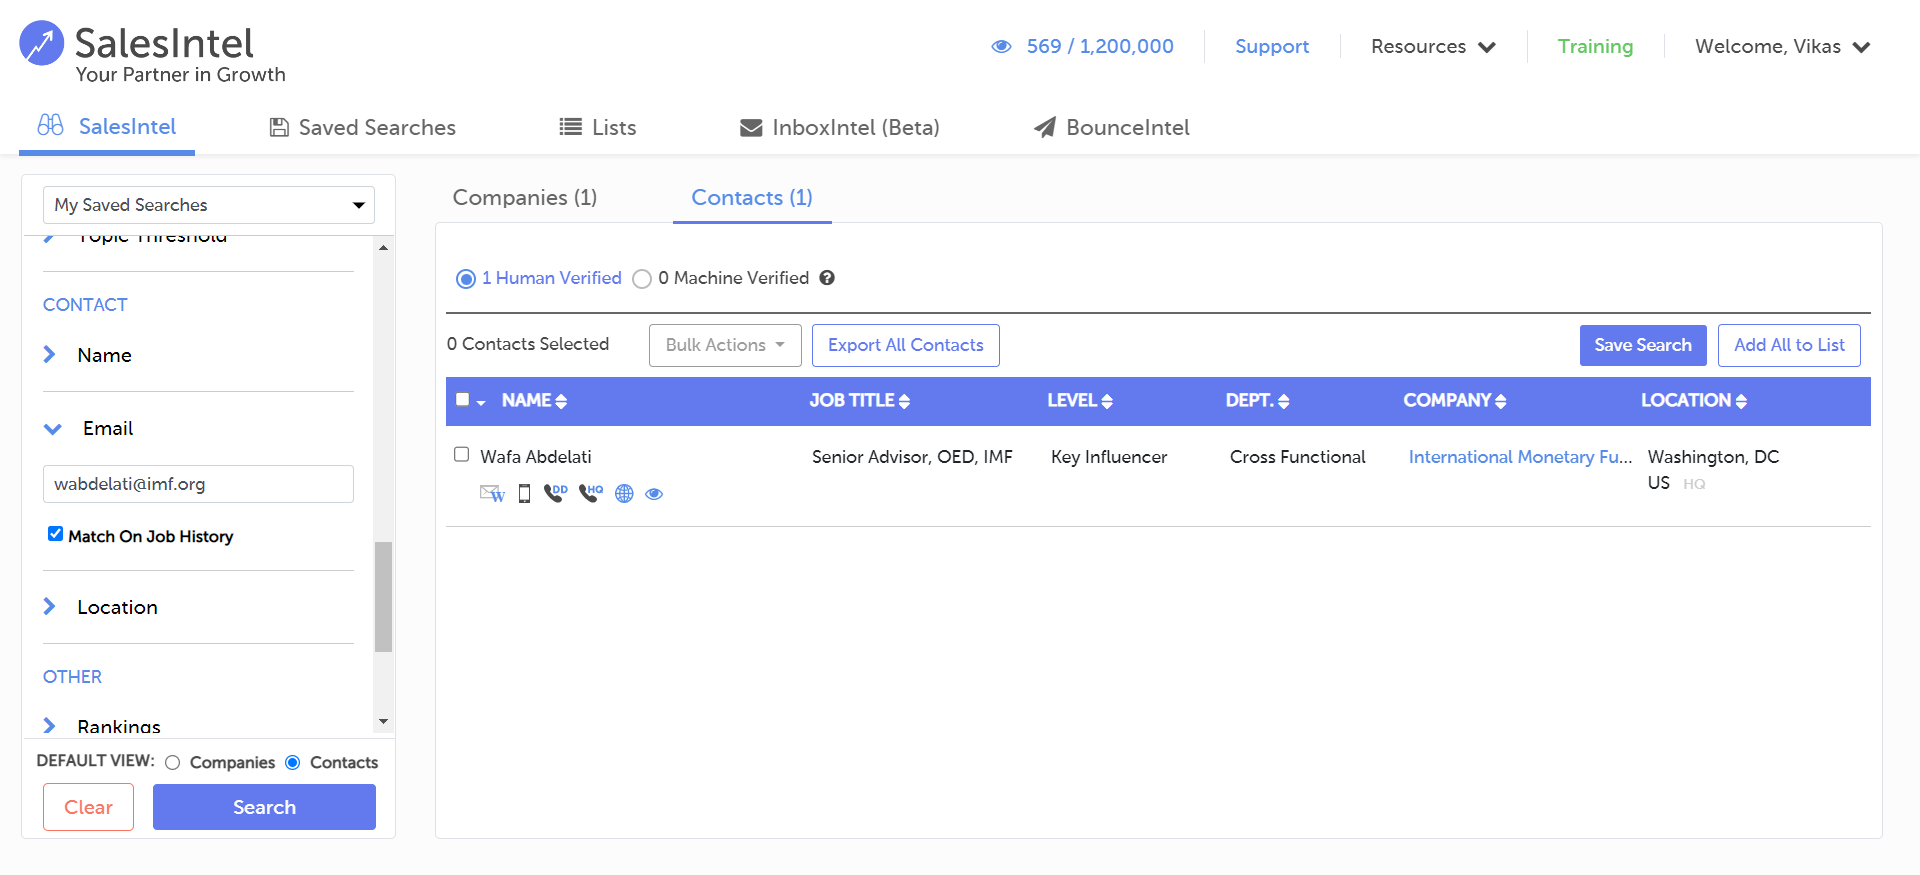 SalesIntel
Your Partner in Growth
569 / 1,200,000
Support
Resources
Training
Welcome, Vikas
SalesIntel
Saved Searches
Lists
InboxIntel (Beta)
BounceIntel
My Saved Searches
Topic Threshold
CONTACT
Name
Email
wabdelati@imf.org
Match On Job History
Location
OTHER
Rankings
DEFAULT VIEW: Companies Contacts
Clear
Search
Companies (1)
Contacts (1)
1 Human Verified
0 Machine Verified ?
0 Contacts Selected
Bulk Actions
Export All Contacts
Save Search
Add All to List
NAME
JOB TITLE
LEVEL
DEPT.
COMPANY
LOCATION
Wafa Abdelati
Senior Advisor, OED, IMF
Key Influencer
Cross Functional
International Monetary Fu...
Washington, DC
US HQ
W
DD
HQ